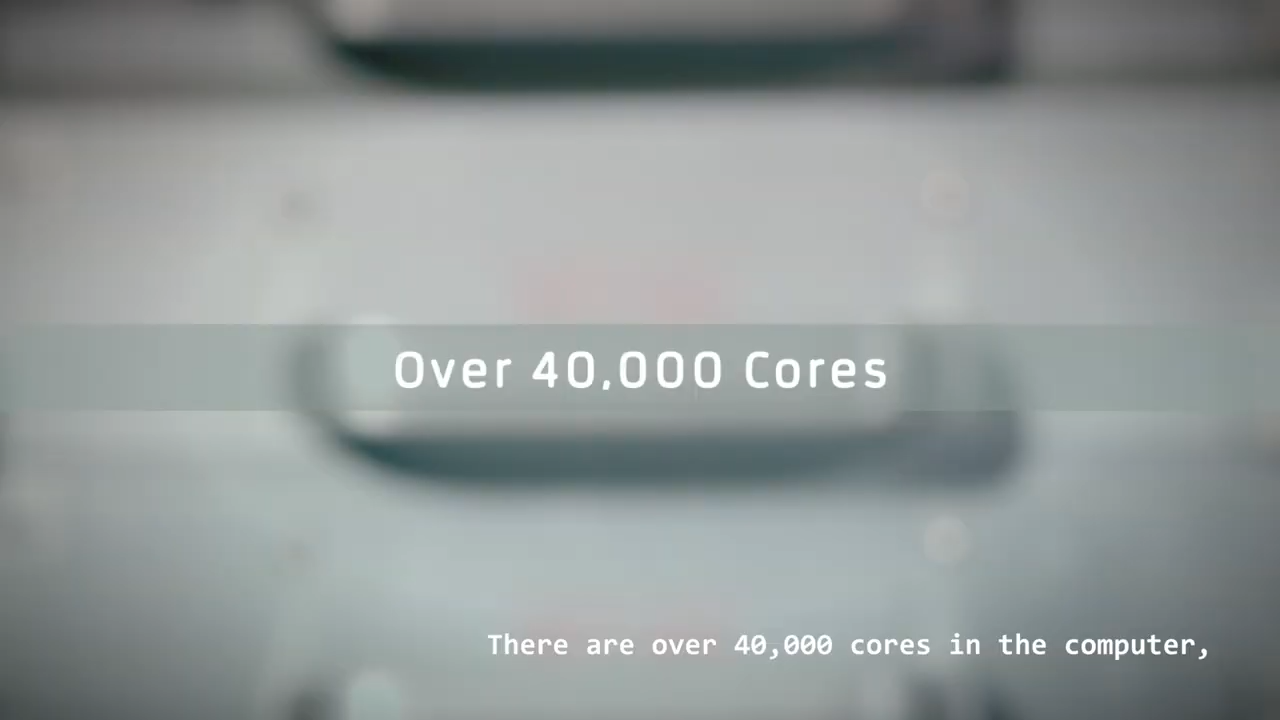 Over 40,000 Cores
There are over 40,000 cores in the computer,